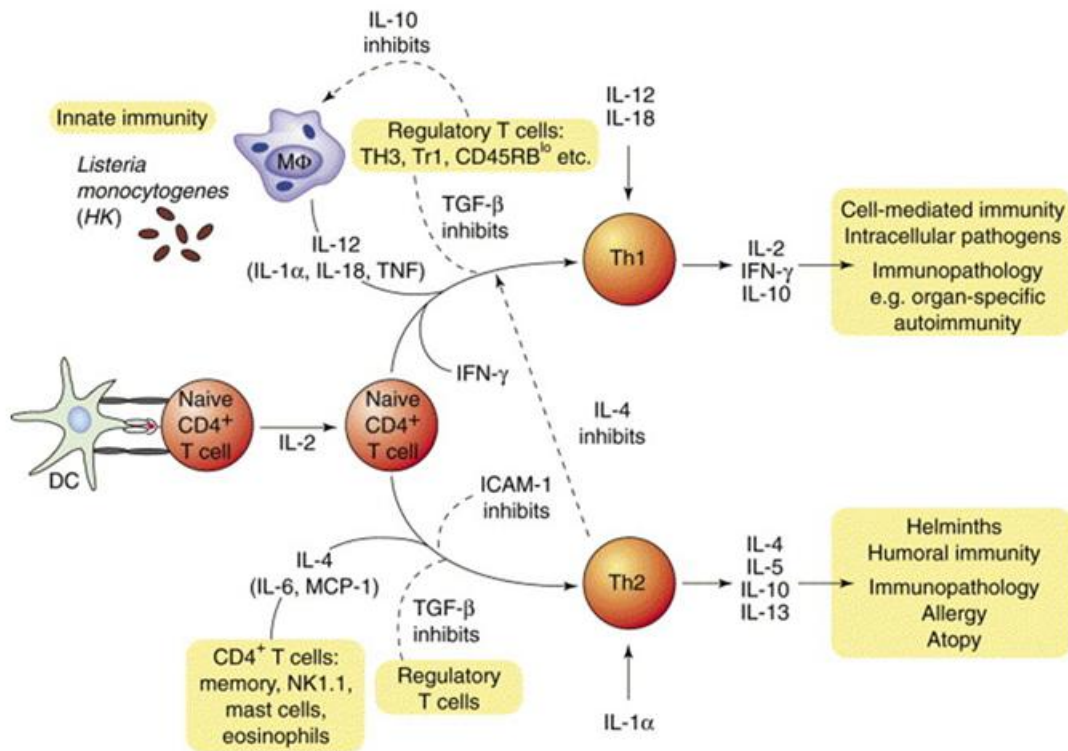 IL-10
inhibits
Innate immunity
Listeria
monocytogenes
(HK)
MΦ
Regulatory T cells:
TH3, Tr1, CD45RB^lo etc.
IL-12
IL-18
TGF-β
inhibits
IL-12
(IL-1α, IL-18, TNF)
Th1
IL-2
IFN-γ
IL-10
Cell-mediated immunity
Intracellular pathogens
Immunopathology
e.g. organ-specific
autoimmunity
IFN-γ
DC
Naive
CD4+
T cell
IL-2
Naive
CD4+
T cell
IL-4
inhibits
ICAM-1
inhibits
IL-4
(IL-6, MCP-1)
TGF-β
inhibits
Th2
IL-4
IL-5
IL-10
IL-13
Helminths
Humoral immunity
Immunopathology
Allergy
Atopy
CD4+ T cells:
memory, NK1.1,
mast cells,
eosinophils
Regulatory
T cells
IL-1α